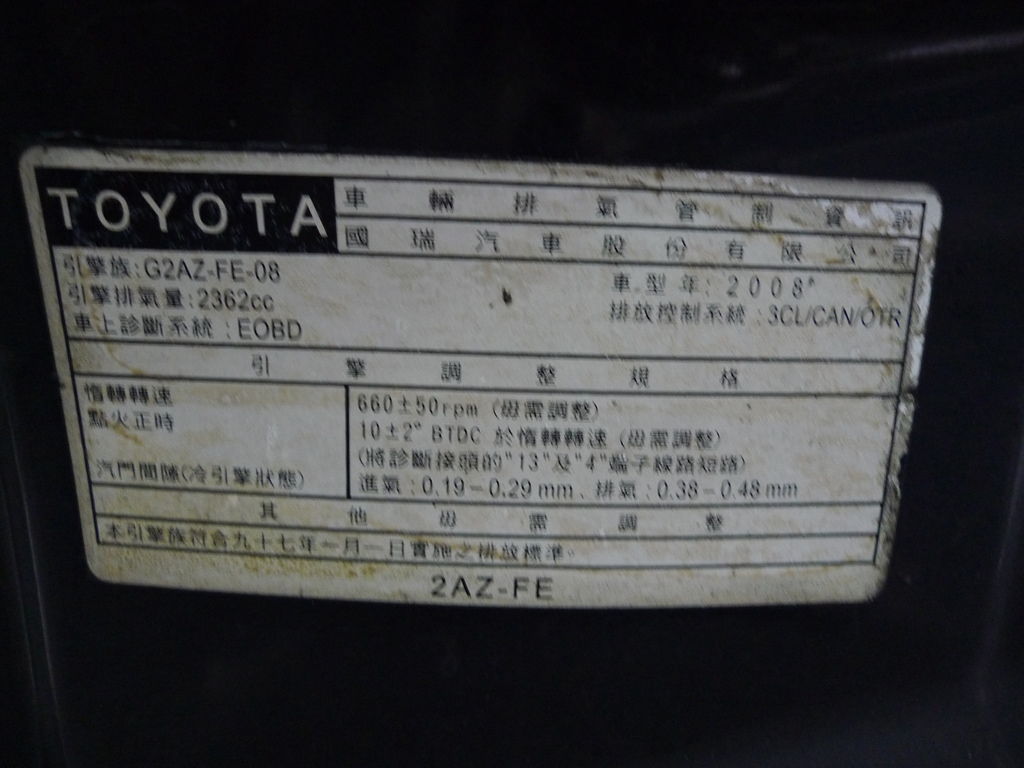 TOYOTA
車輛排氣管制資訊
國瑞汽車股份有限公司
引擎族:G2AZ-FE-08
車型年: 2008
引擎排氣量:2362cc
排放控制系統:3CL/CAN/OTR
車上診斷系統:EOBD
引擎調整規格
惰轉轉速
660±50rpm (毋需調整)
點火正時
10±2° BTDC 於惰轉轉速 (毋需調整)
(將診斷接頭的"13"及"4"端子線路短路)
汽門間隙(冷引擎狀態)
進氣:0.19-0.29mm、排氣:0.38-0.48mm
其他毋需調整
本引擎族符合九十七年一月一日實施之排放標準。
2AZ-FE